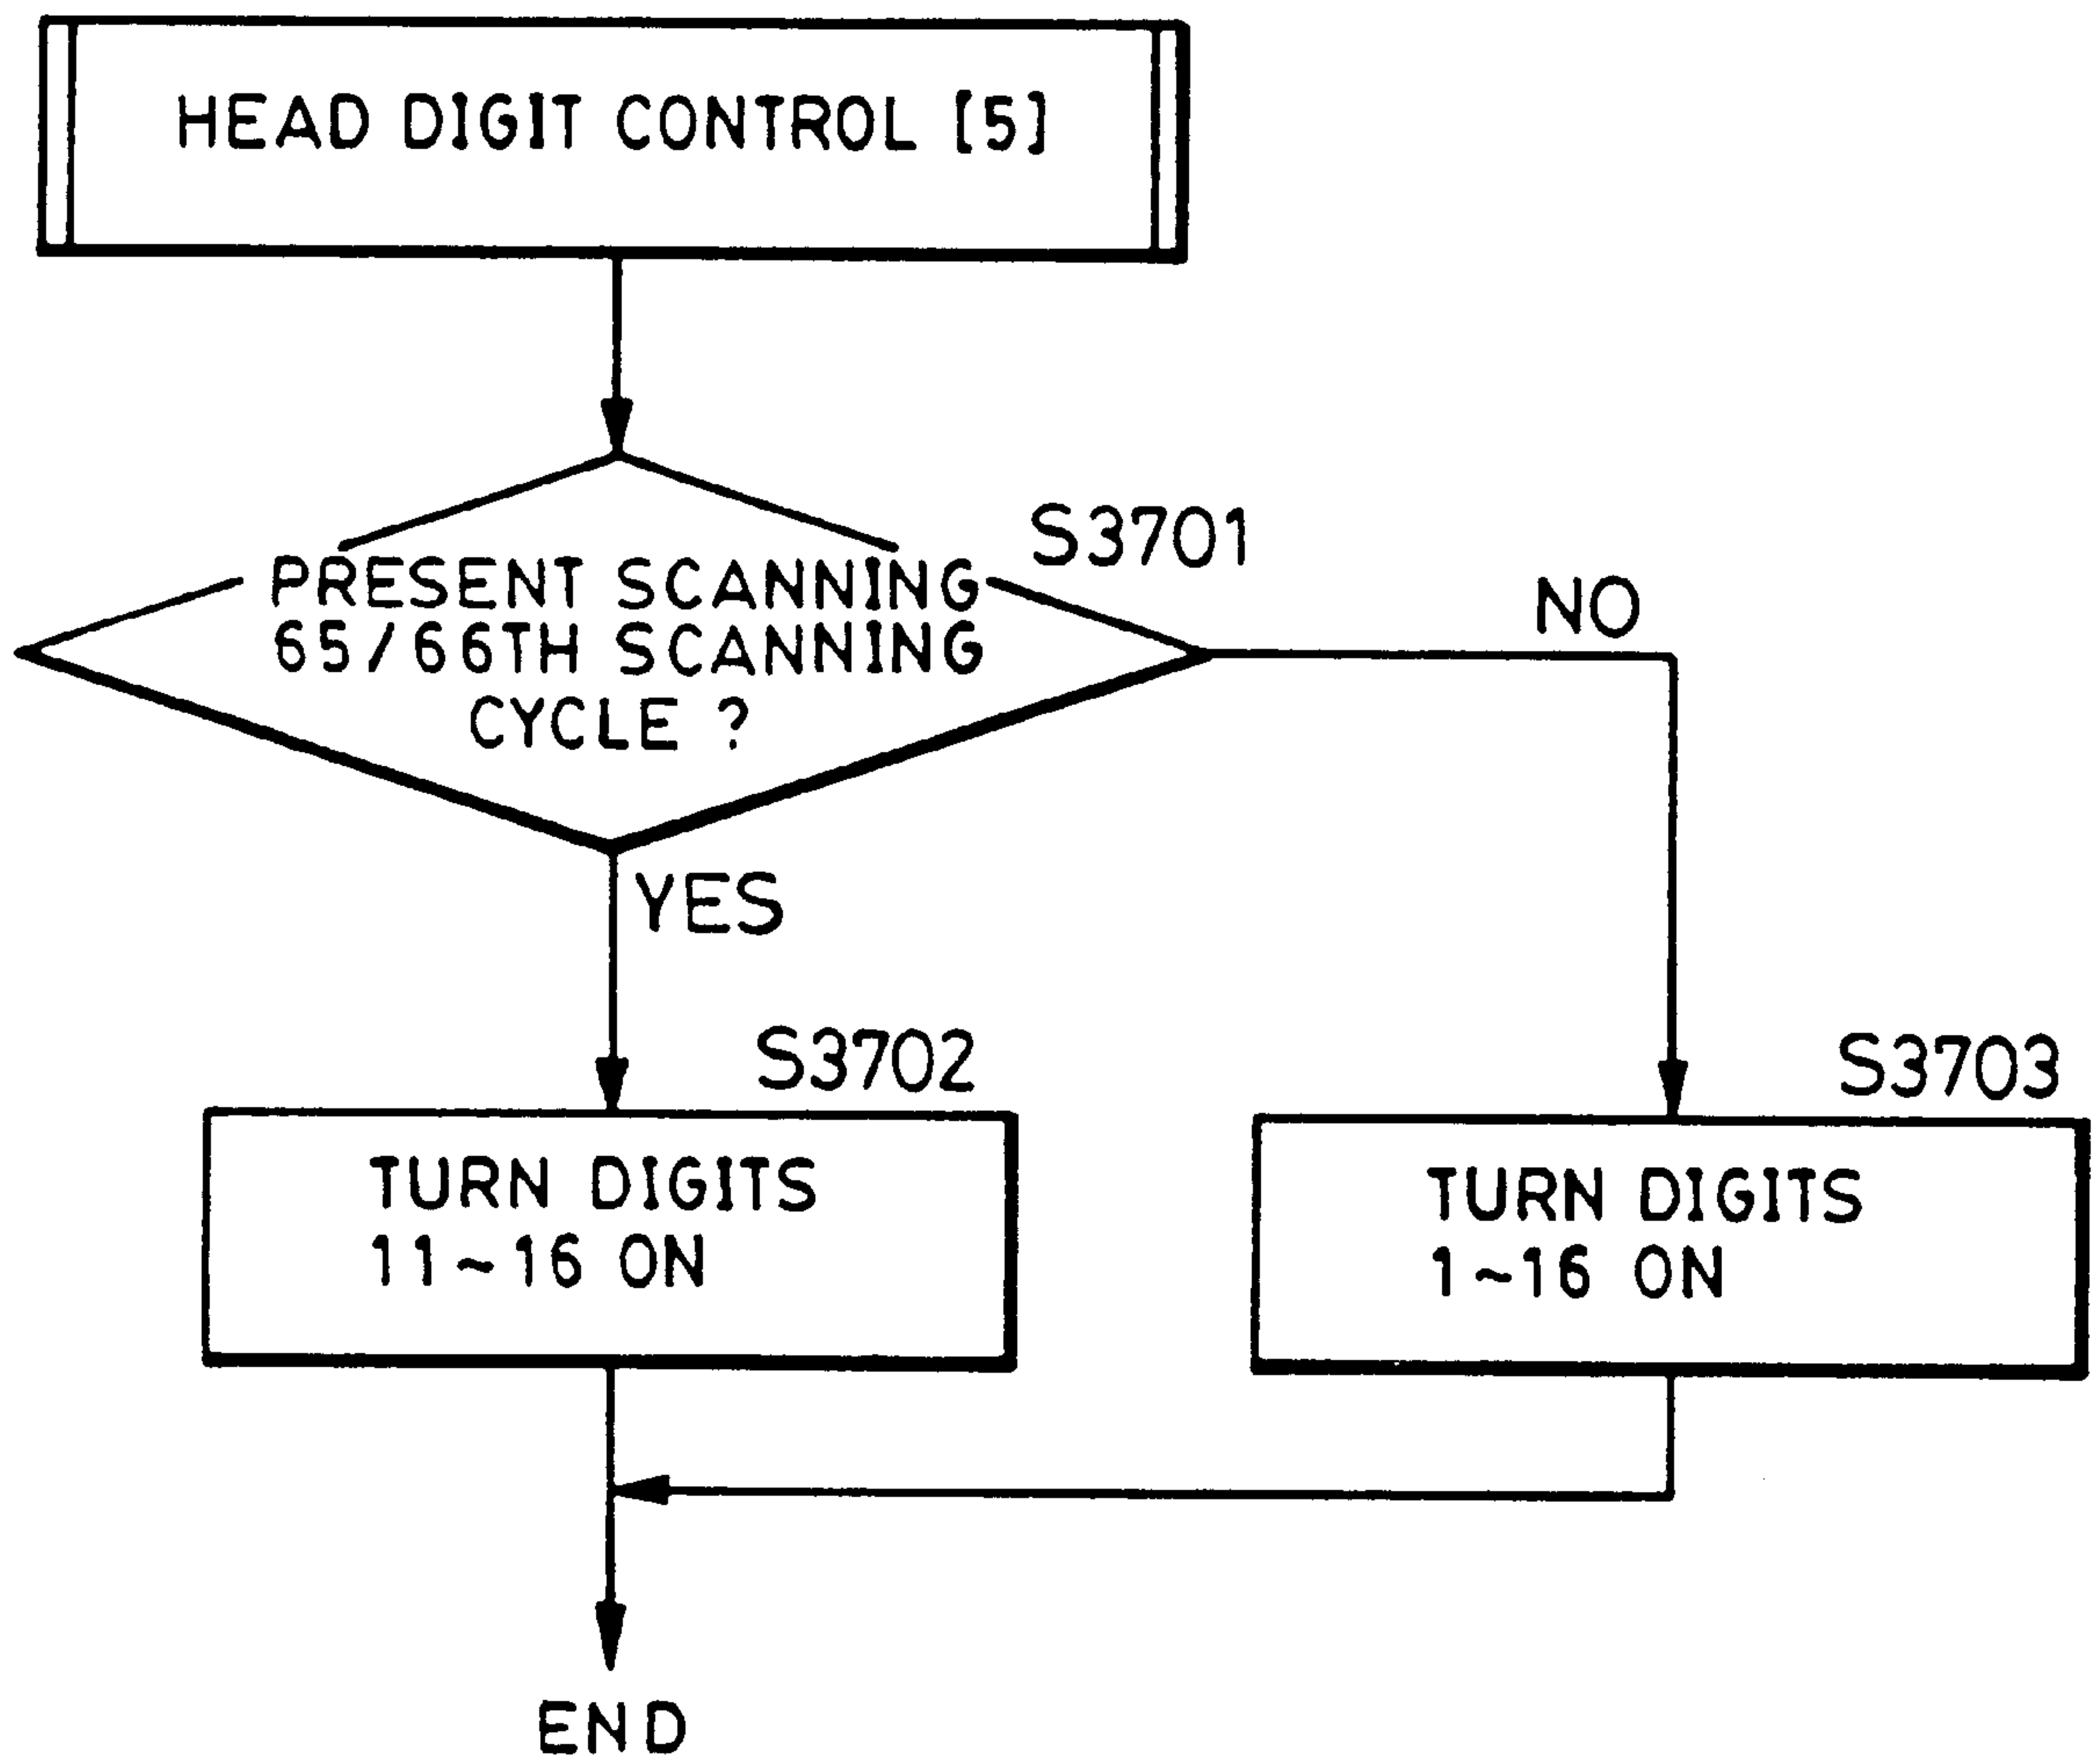 HEAD DIGIT CONTROL [5]
S3701
PRESENT SCANNING
65/66TH SCANNING
CYCLE ?
NO
YES
S3702
TURN DIGITS
11~16 ON
S3703
TURN DIGITS
1~16 ON
END